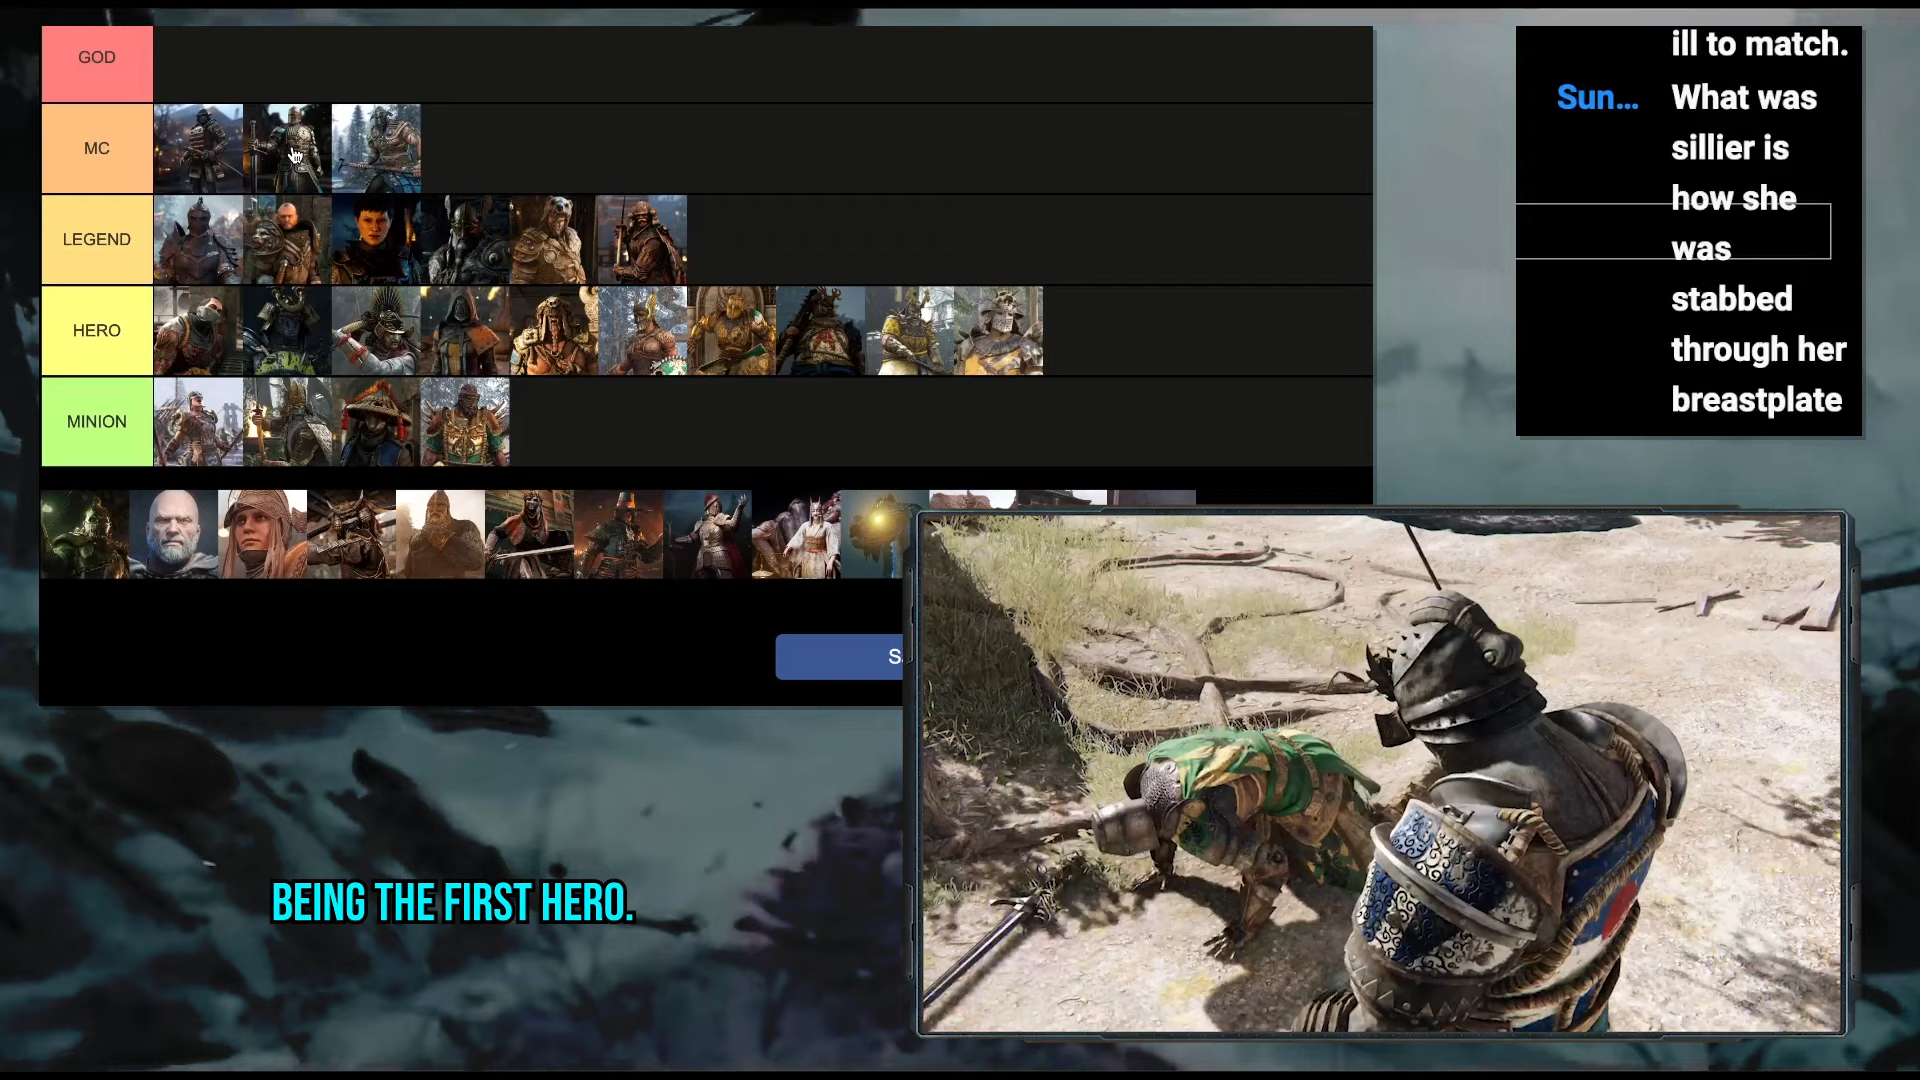 GOD
MC
LEGEND
HERO
MINION
ill to match.
Sun... What was
sillier is
how she
was
stabbed
through her
breastplate
BEING THE FIRST HERO.